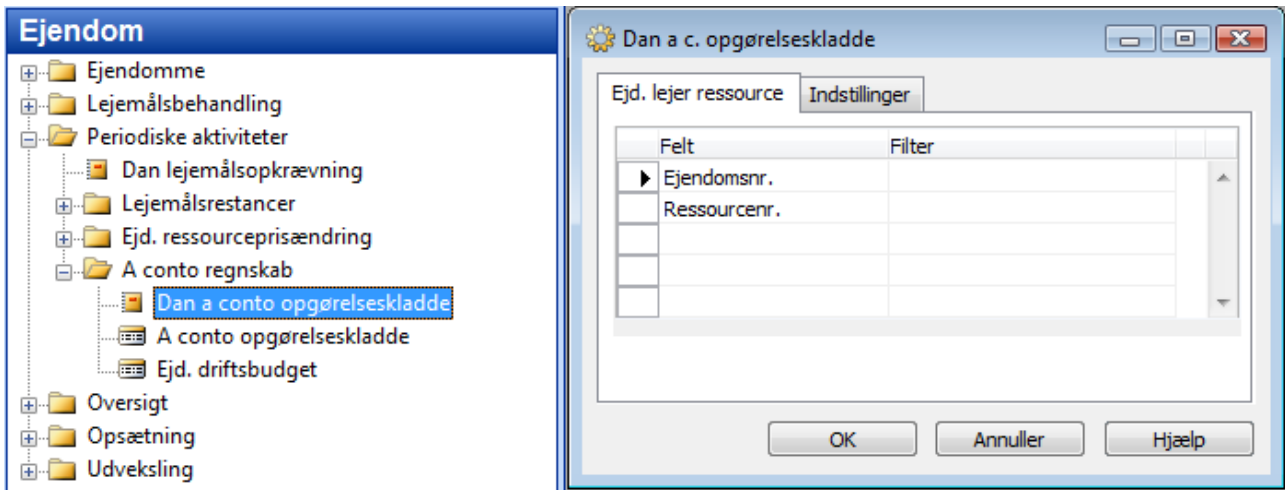 Ejendom
Ejendomme
Lejemålsbehandling
Periodiske aktiviteter
Dan lejemålsopkrævning
Lejemålsrestancer
Ejd. ressourceprisændring
A conto regnskab
Dan a conto opgørelseskladde
A conto opgørelseskladde
Ejd. driftsbudget
Oversigt
Opsætning
Udveksling
Dan a c. opgørelseskladde
Ejd. lejer ressource Indstillinger
Felt Filter
Ejendomsnr.
Ressourcenr.
OK Annuller Hjælp